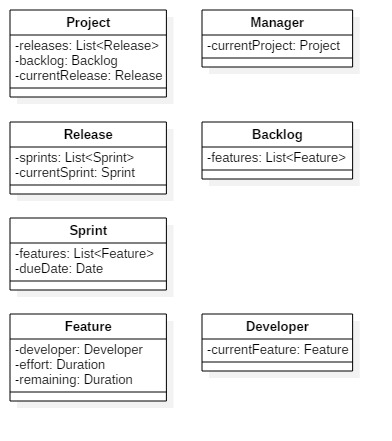 Project
-releases: List<Release>
-backlog: Backlog
-currentRelease: Release
Manager
-currentProject: Project
Release
-sprints: List<Sprint>
-currentSprint: Sprint
Backlog
-features: List<Feature>
Sprint
-features: List<Feature>
-dueDate: Date
Feature
-developer: Developer
-effort: Duration
-remaining: Duration
Developer
-currentFeature: Feature